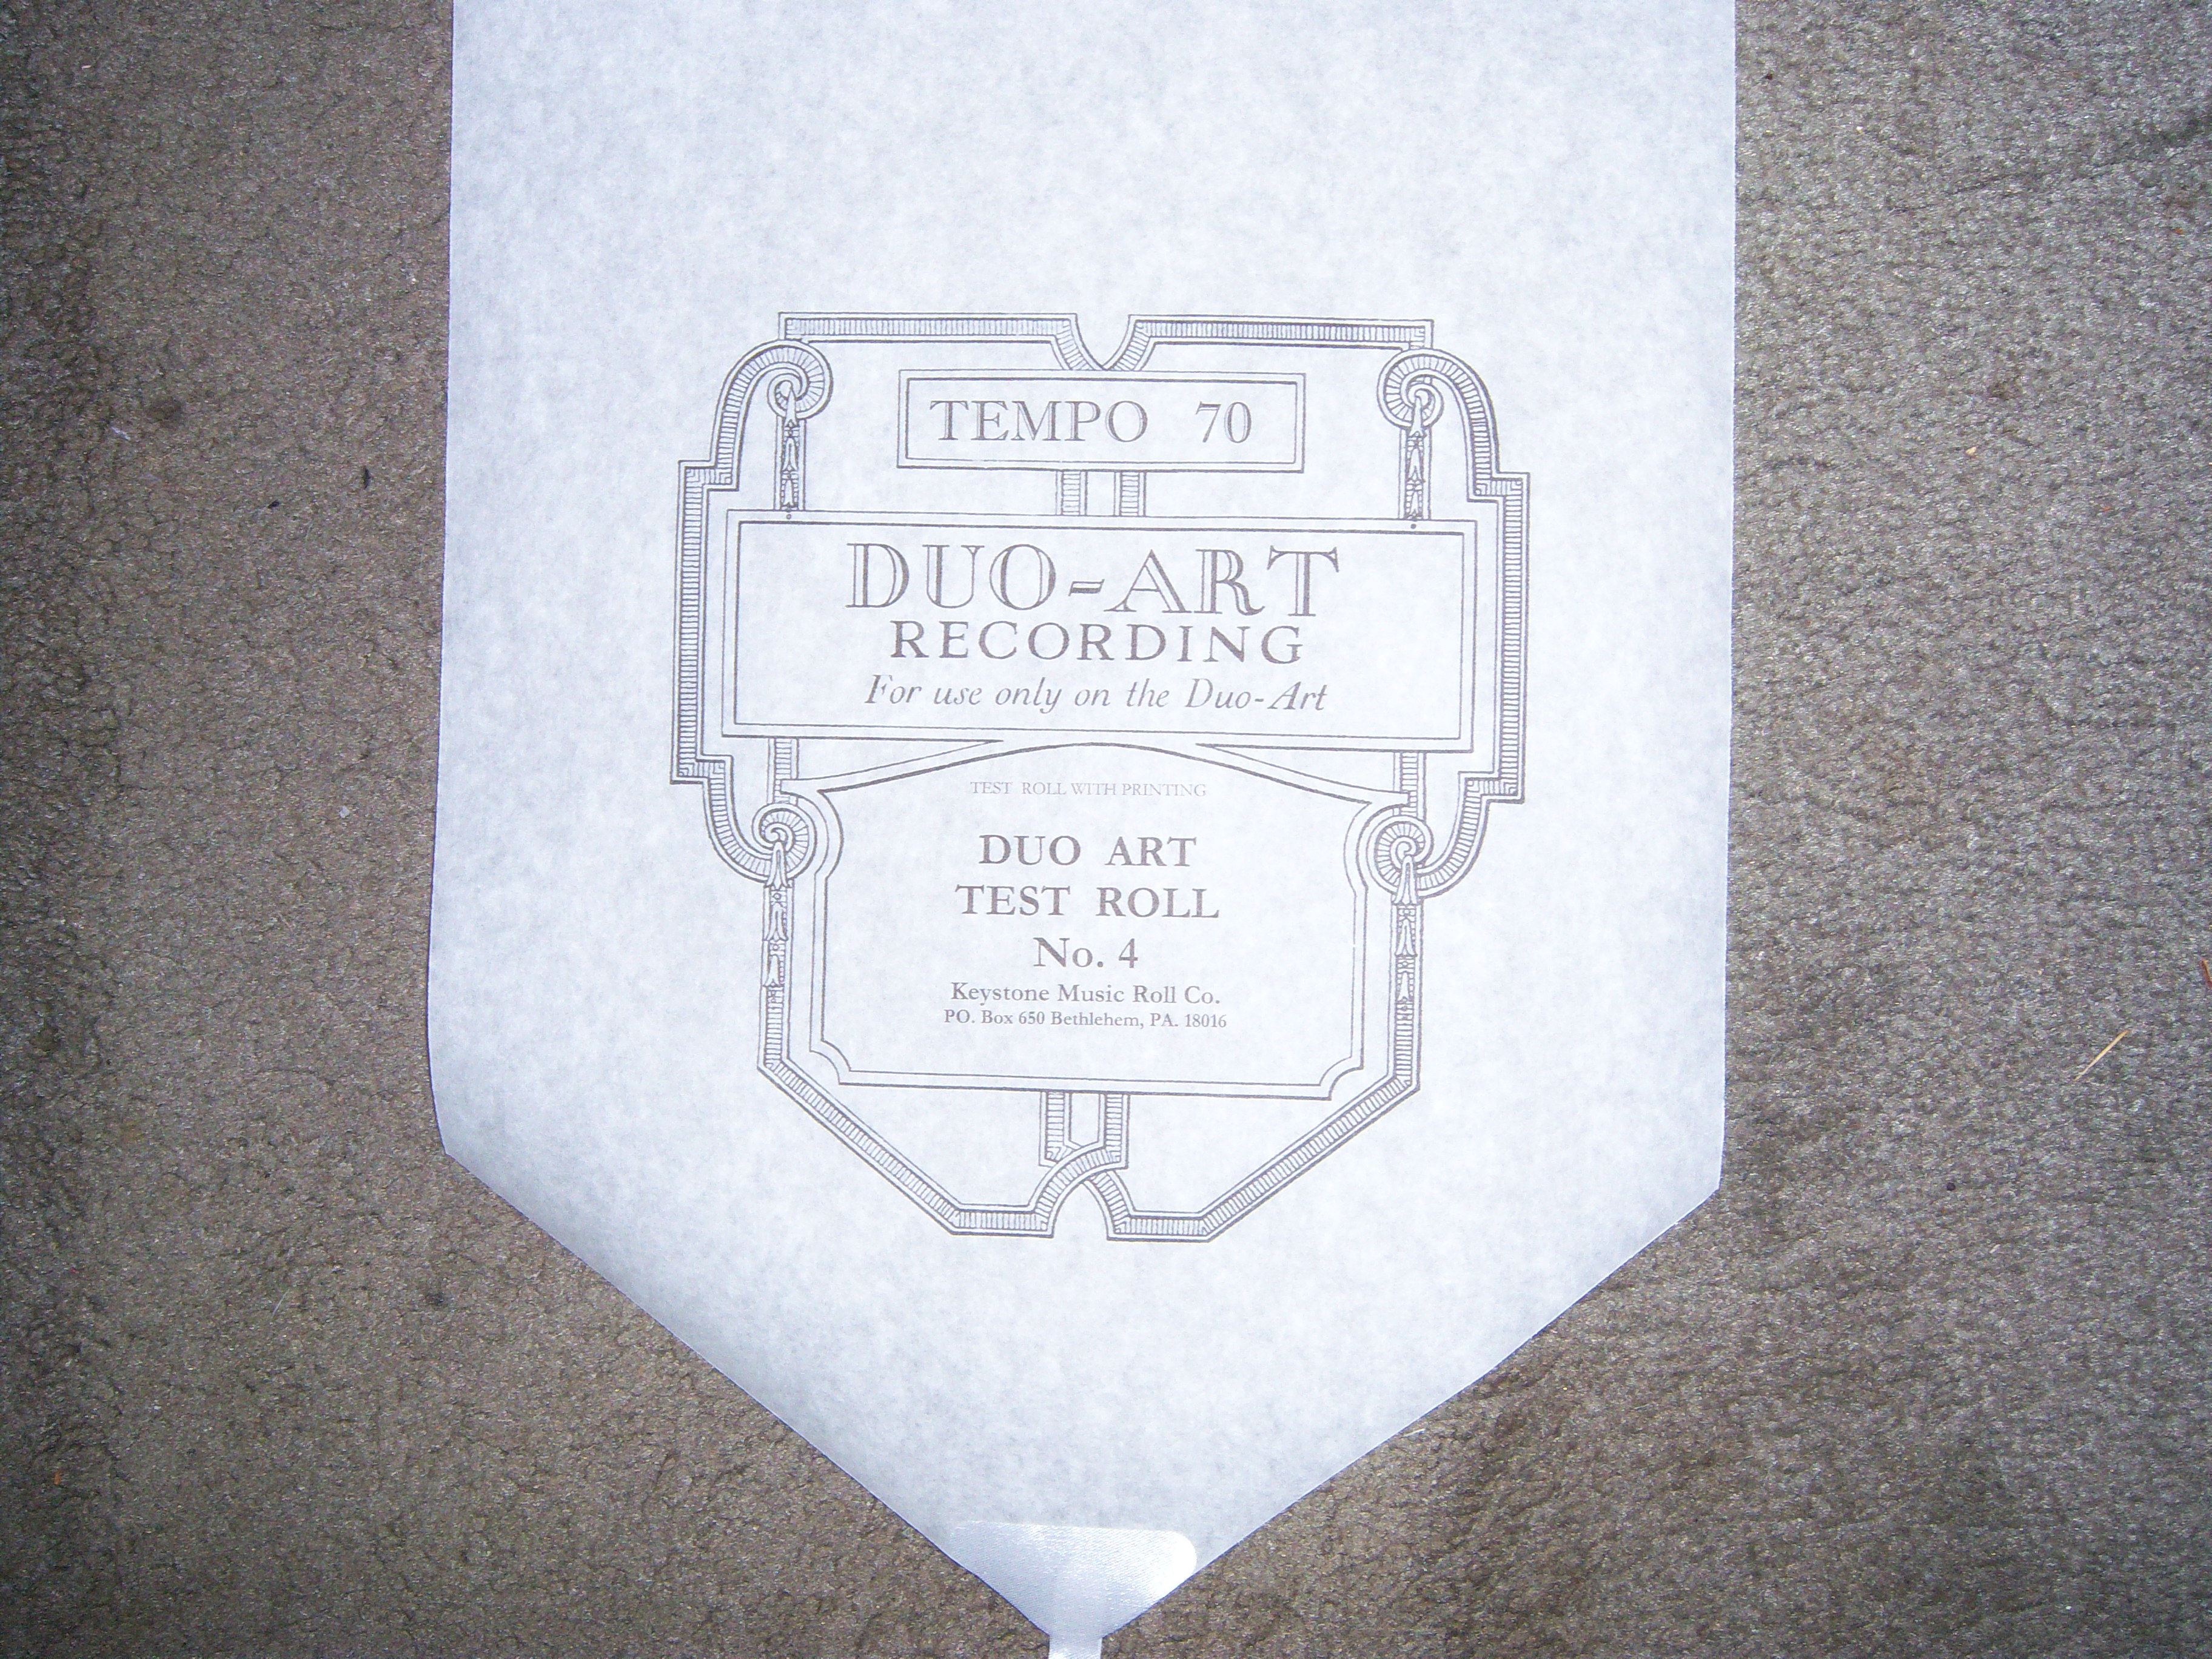 TEMPO 70
DUO-ART
RECORDING
For use only on the Duo-Art
TEST ROLL WITH PRINTING
DUO ART
TEST ROLL
No. 4
Keystone Music Roll Co.
PO. Box 650 Bethlehem, PA. 18016